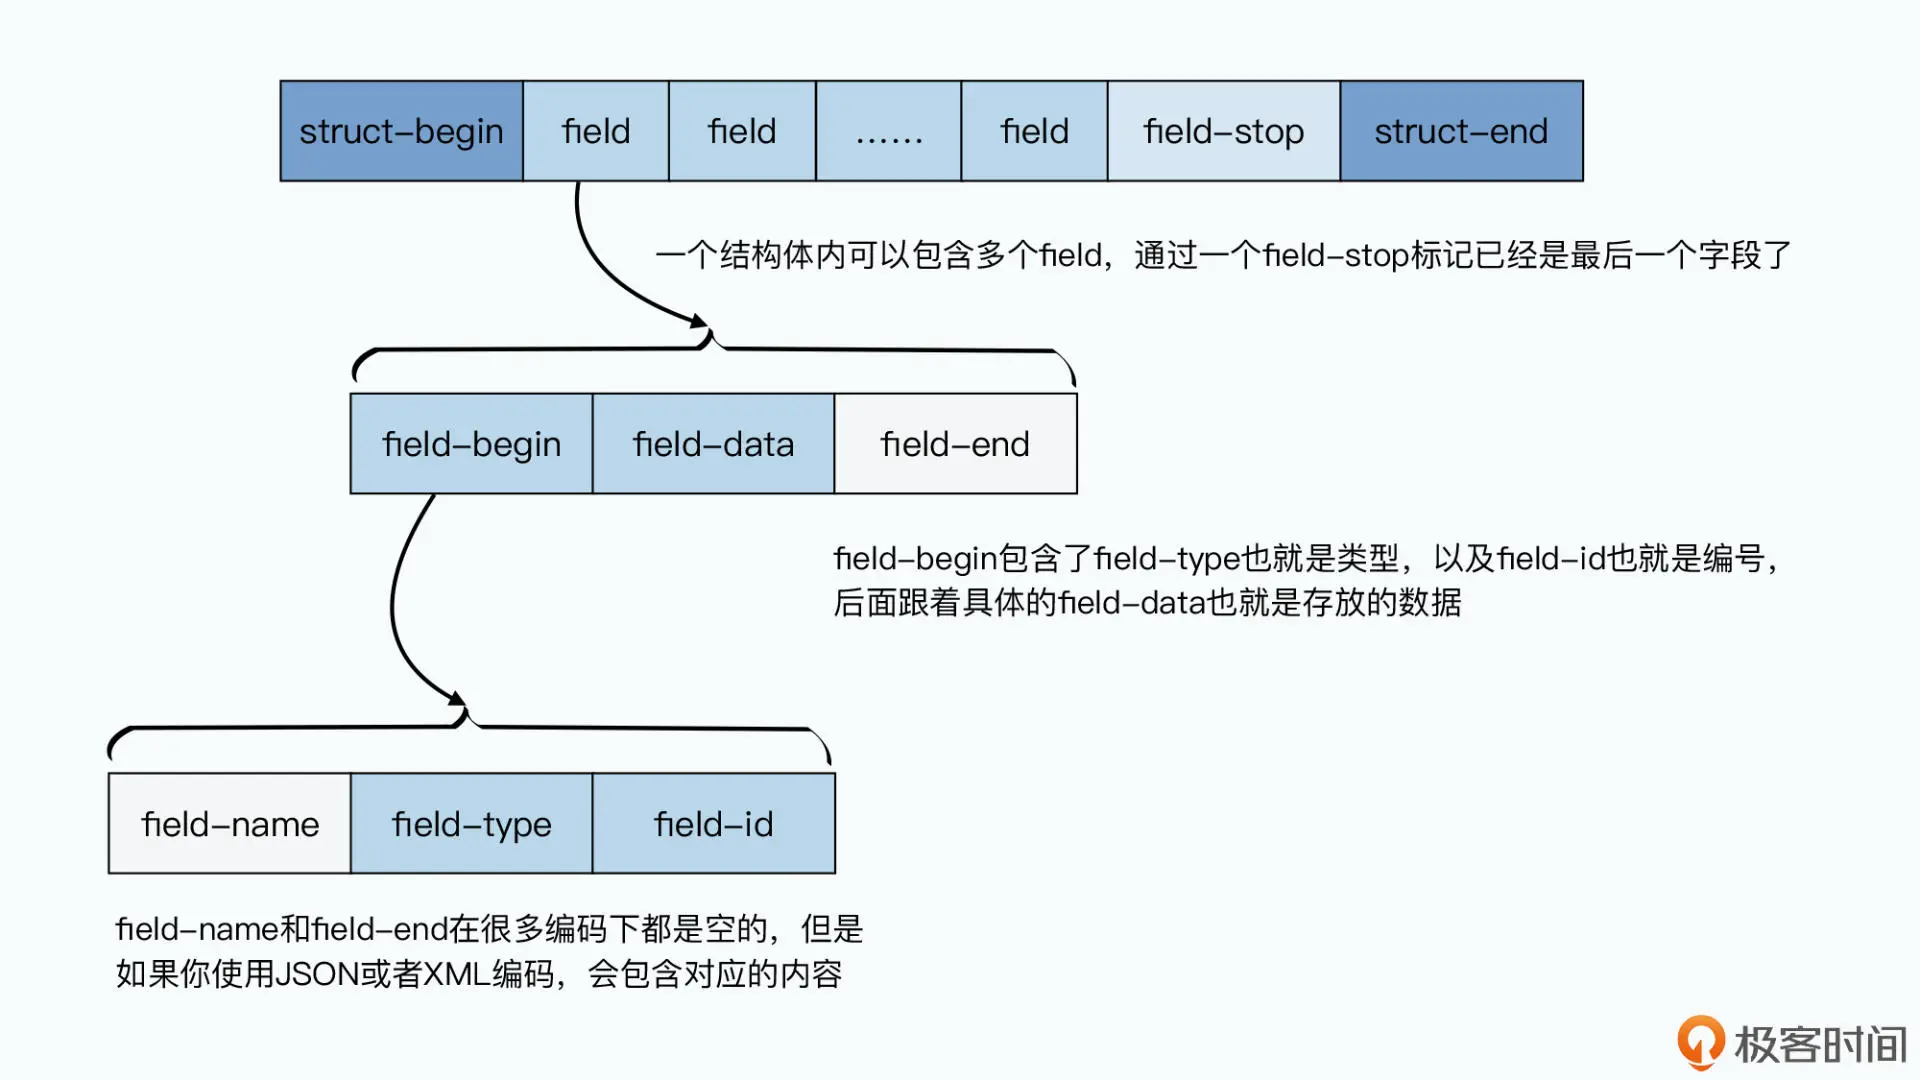 struct-begin field field …… field field-stop struct-end
一个结构体内可以包含多个field，通过一个field-stop标记已经是最后一个字段了
field-begin field-data field-end
field-begin包含了field-type也就是类型，以及field-id也就是编号，
后面跟着具体的field-data也就是存放的数据
field-name field-type field-id
field-name和field-end在很多编码下都是空的，但是
如果你使用JSON或者XML编码，会包含对应的内容
极客时间